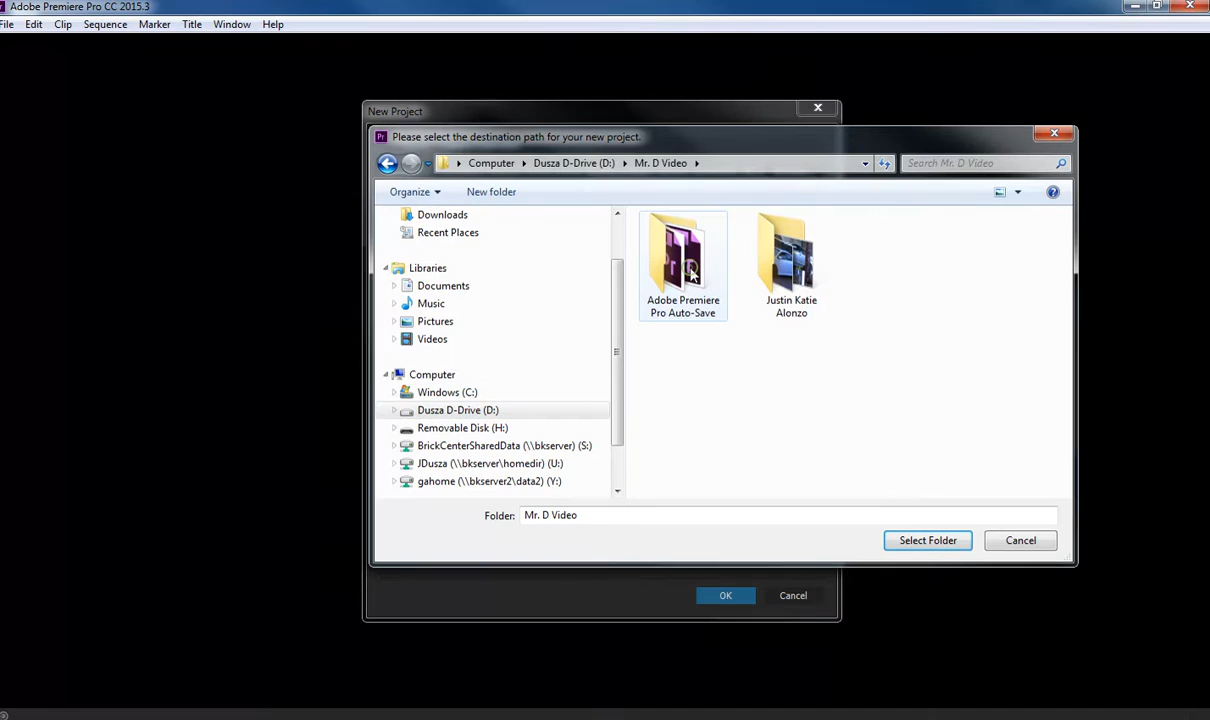 Adobe Premiere Pro CC 2015.3
File Edit Clip Sequence Marker Title Window Help
New Project
Pr Please select the destination path for your new project.
Computer Dusza D-Drive (D:) Mr. D Video Search Mr. D Video
Organize New folder
Downloads
Recent Places
Libraries
Documents
Music
Pictures
Videos
Computer
Windows (C:)
Dusza D-Drive (D:)
Removable Disk (H:)
BrickCenterSharedData (\\bkserver) (S:)
JDusza (\\bkserver\homedir) (U:)
gahome (\\bkserver2\data2) (Y:)
Adobe Premiere
Pro Auto-Save
Justin Katie
Alonzo
Folder: Mr. D Video
Select Folder Cancel
OK Cancel